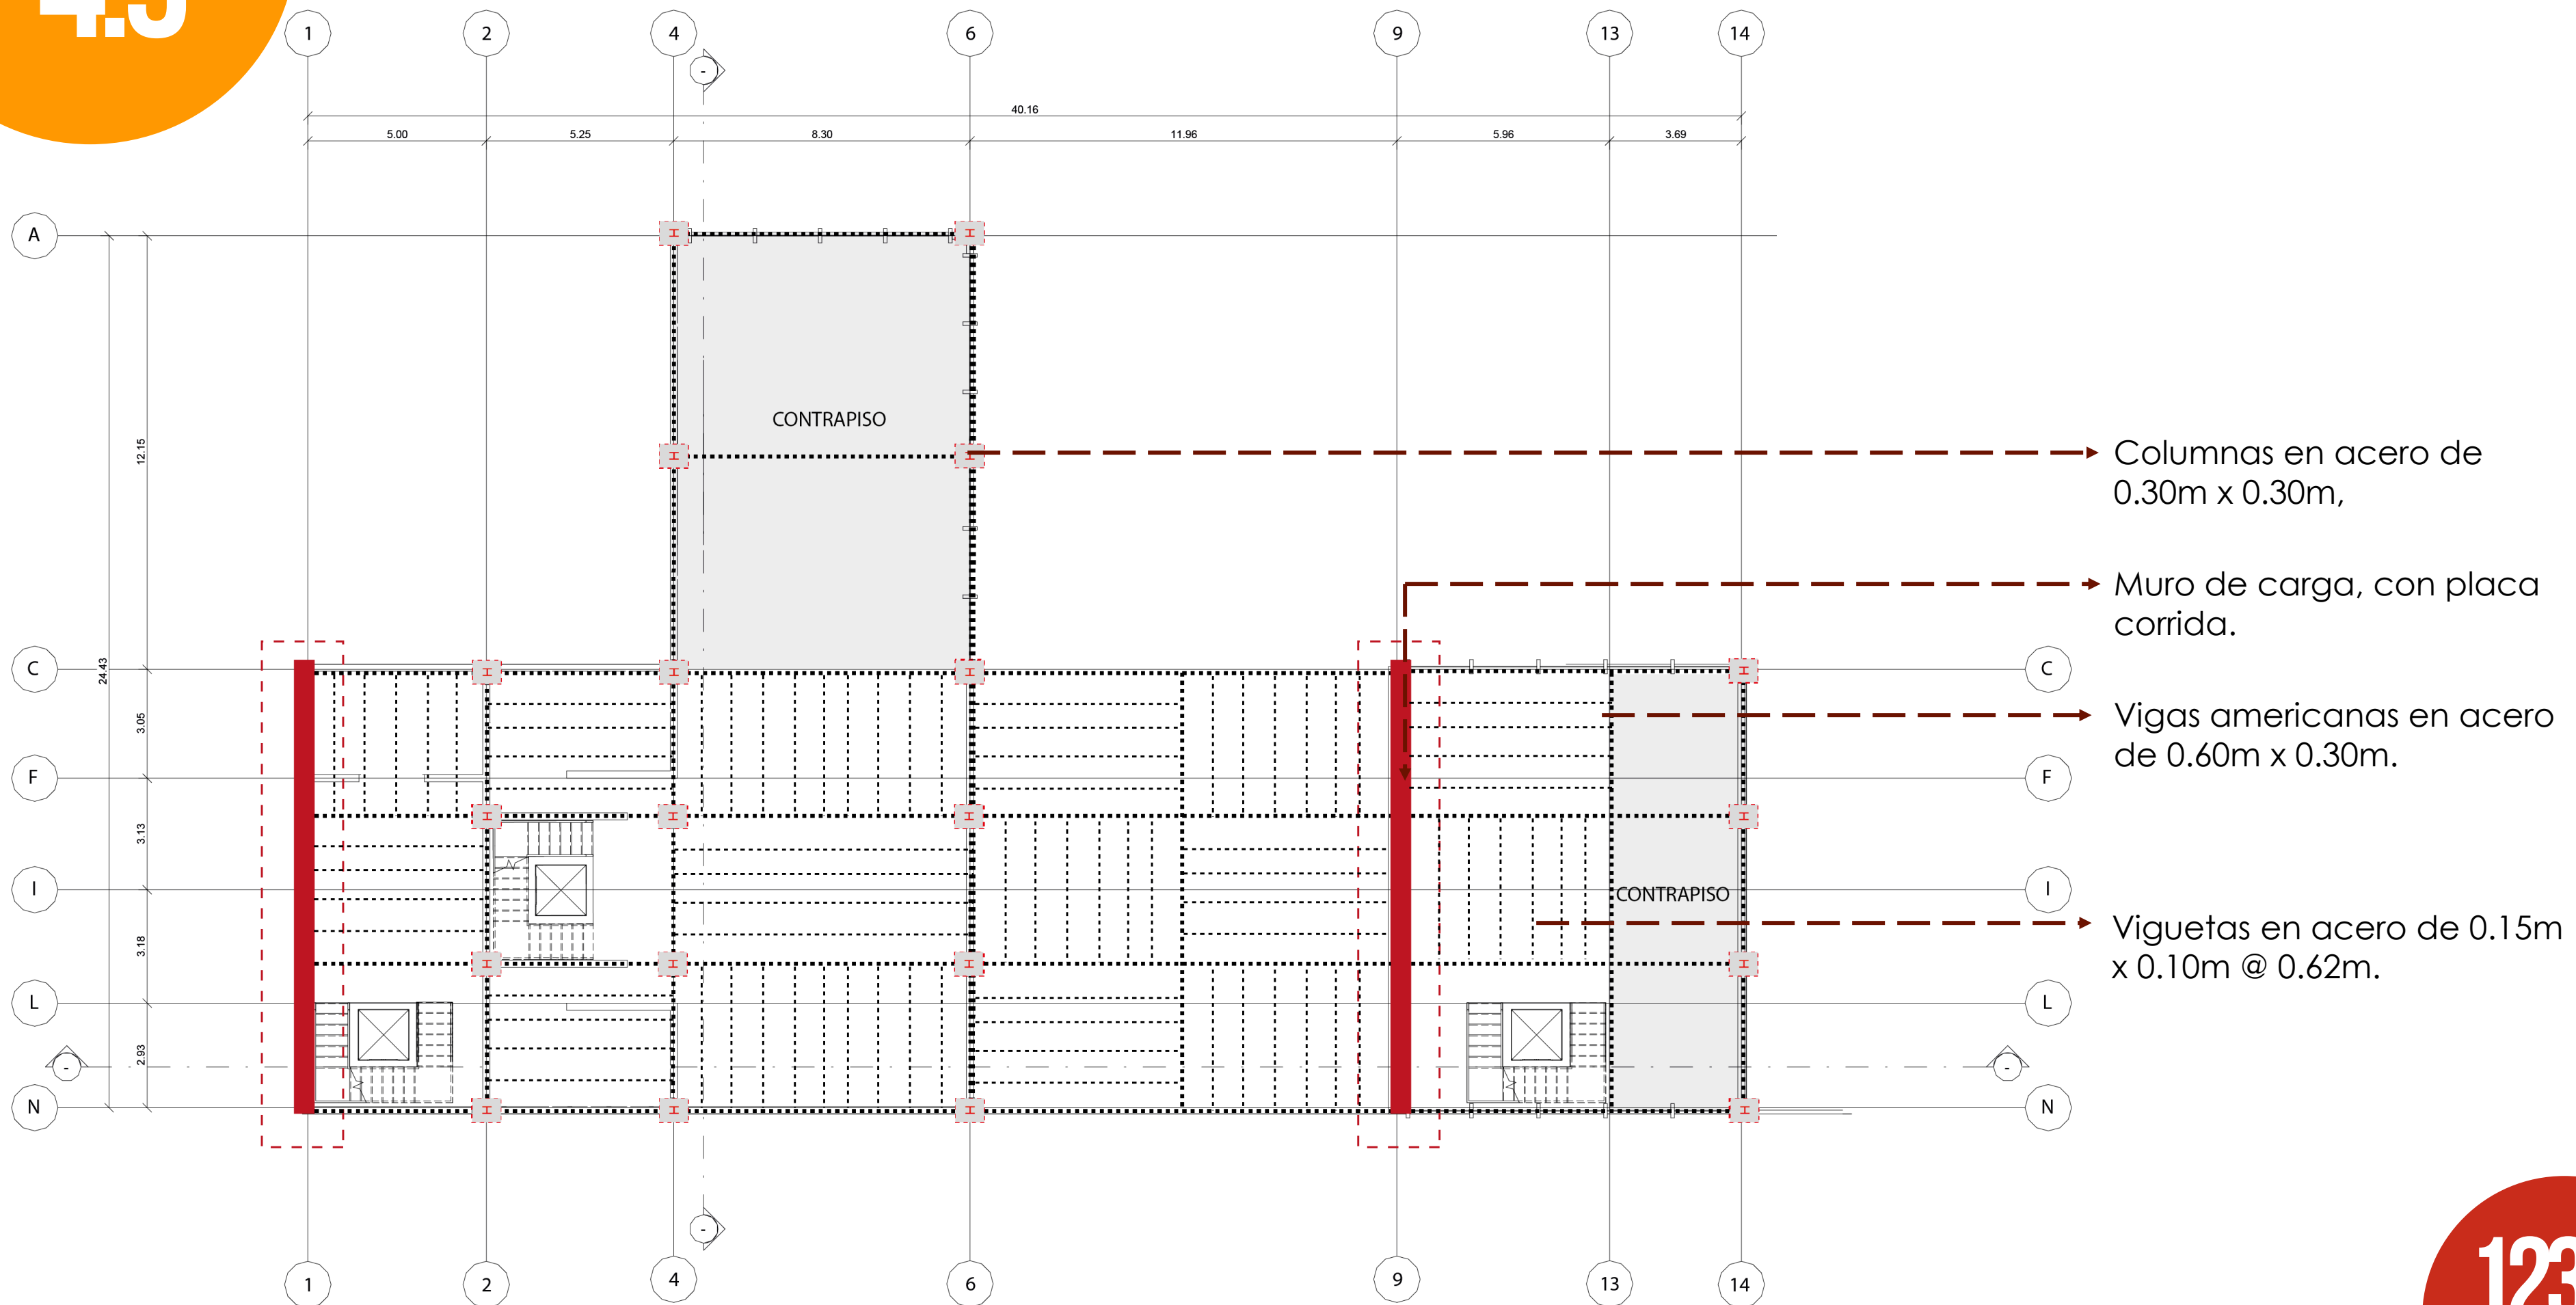 4.5
1 2 4 6 9 13 14
-
40.16
5.00 5.25 8.30 11.96 5.96 3.69
A
12.15
CONTRAPISO
Columnas en acero de
0.30m x 0.30m,
Muro de carga, con placa
corrida.
C C
24.43
3.05
Vigas americanas en acero
de 0.60m x 0.30m.
F F
3.13
I I
CONTRAPISO
3.18
Viguetas en acero de 0.15m
x 0.10m @ 0.62m.
L L
2.93
- -
N N
-
1 2 4 6 9 13 14
123